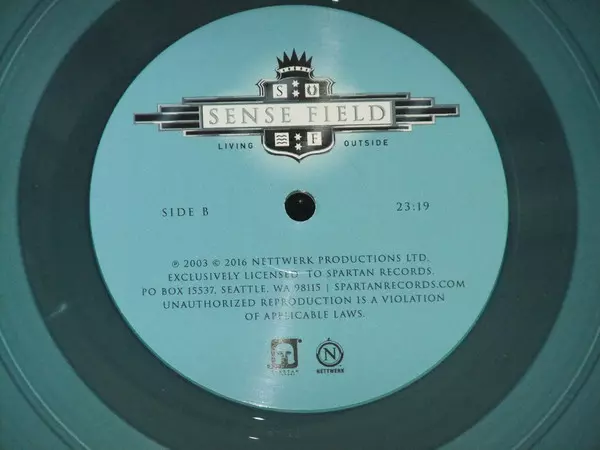 S
SENSE FIELD
F
LIVING OUTSIDE
SIDE B 23:19
℗ 2003 © 2016 NETTWERK PRODUCTIONS LTD.
EXCLUSIVELY LICENSED TO SPARTAN RECORDS.
PO BOX 15537, SEATTLE, WA 98115 | SPARTANRECORDS.COM
UNAUTHORIZED REPRODUCTION IS A VIOLATION
OF APPLICABLE LAWS.
NETTWERK